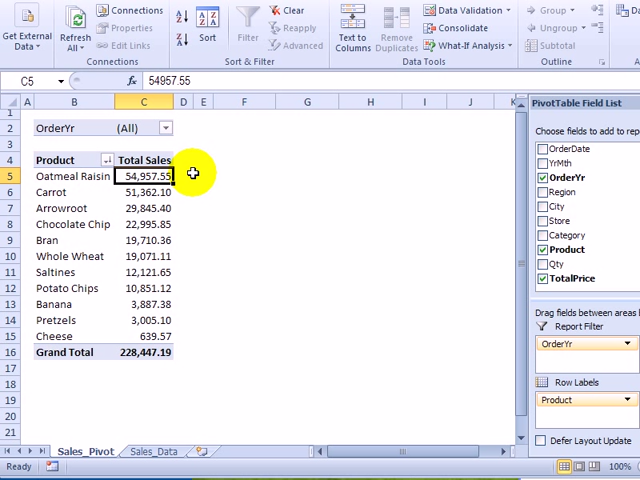 Get External
Data
Refresh
All
Connections
Properties
Edit Links
Connections
Sort
Filter
Clear
Reapply
Advanced
Sort & Filter
Text to
Columns
Remove
Duplicates
Data Validation
Consolidate
What-If Analysis
Data Tools
Group
Ungroup
Subtotal
Outline
C5
fx
54957.55
A B C D E F G H I J K
1
2 OrderYr (All)
3
4 Product Total Sales
5 Oatmeal Raisin 54,957.55
6 Carrot 51,362.10
7 Arrowroot 29,845.40
8 Chocolate Chip 22,995.85
9 Bran 19,710.36
10 Whole Wheat 19,071.11
11 Saltines 12,121.65
12 Potato Chips 10,851.12
13 Banana 3,887.38
14 Pretzels 3,005.10
15 Cheese 639.57
16 Grand Total 228,447.19
17
18
19
20
21
PivotTable Field List
Choose fields to add to rep
OrderDate
YrMth
OrderYr
Region
City
Store
Category
Product
Qty
TotalPrice
Drag fields between areas
Report Filter
OrderYr
Row Labels
Product
Defer Layout Update
Sales_Pivot
Sales_Data
Ready
100%